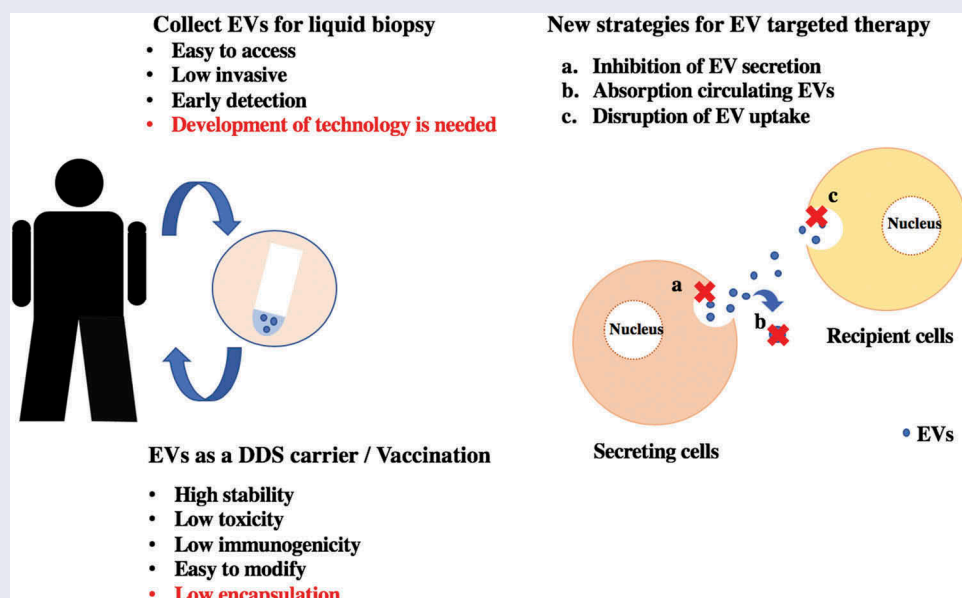 Collect EVs for liquid biopsy
• Easy to access
• Low invasive
• Early detection
• Development of technology is needed
New strategies for EV targeted therapy
a. Inhibition of EV secretion
b. Absorption circulating EVs
c. Disruption of EV uptake
c
Nucleus
a
Nucleus
b
Recipient cells
Secreting cells
• EVs
EVs as a DDS carrier / Vaccination
• High stability
• Low toxicity
• Low immunogenicity
• Easy to modify
• Low encapsulation